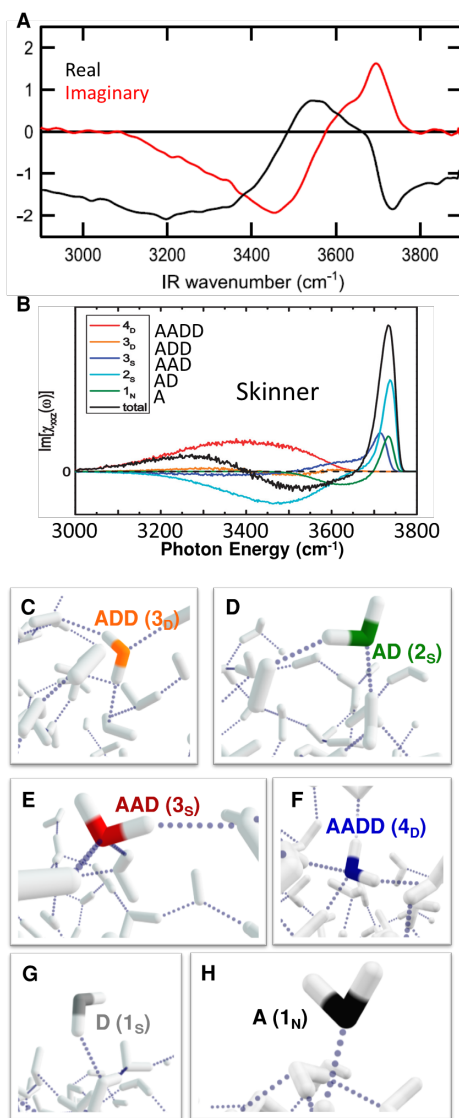 A
2
1
0
-1
-2
Real
Imaginary
3000 3200 3400 3600 3800
IR wavenumber (cm-1)
B
Im[χxxz(ω)]
4D AADD
3D ADD
3S AAD
2S AD
1N A
total
Skinner
0
3000 3200 3400 3600 3800
Photon Energy (cm-1)
C
ADD (3D)
D
AD (2S)
E
AAD (3S)
F
AADD (4D)
G
D (1S)
H
A (1N)